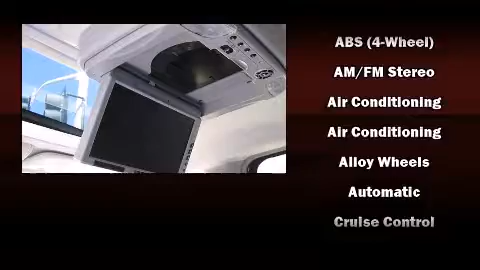 ABS (4-Wheel)
AM/FM Stereo
Air Conditioning
Air Conditioning
Alloy Wheels
Automatic
Cruise Control